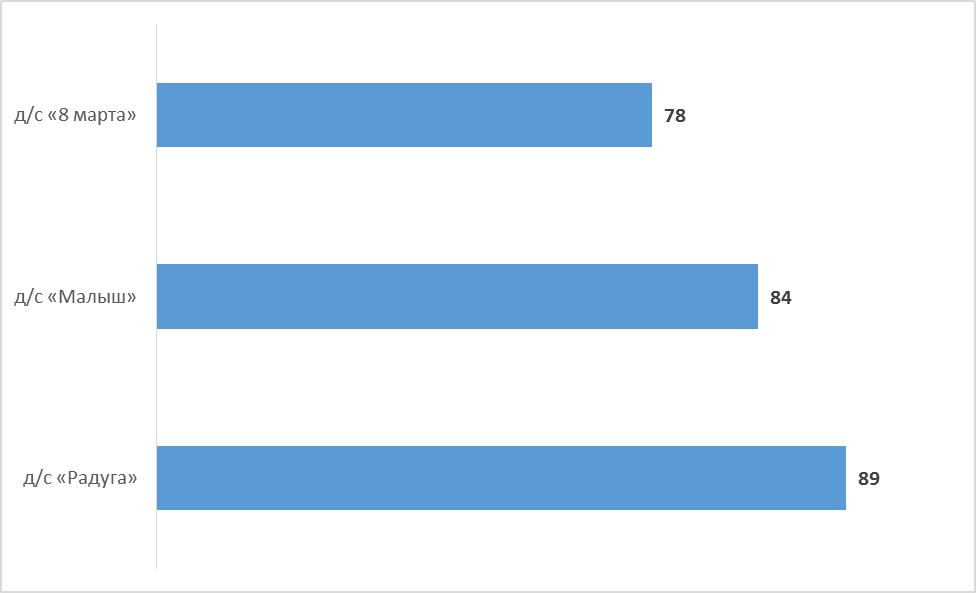 д/с «8 марта» 78
д/с «Малыш» 84
д/с «Радуга» 89